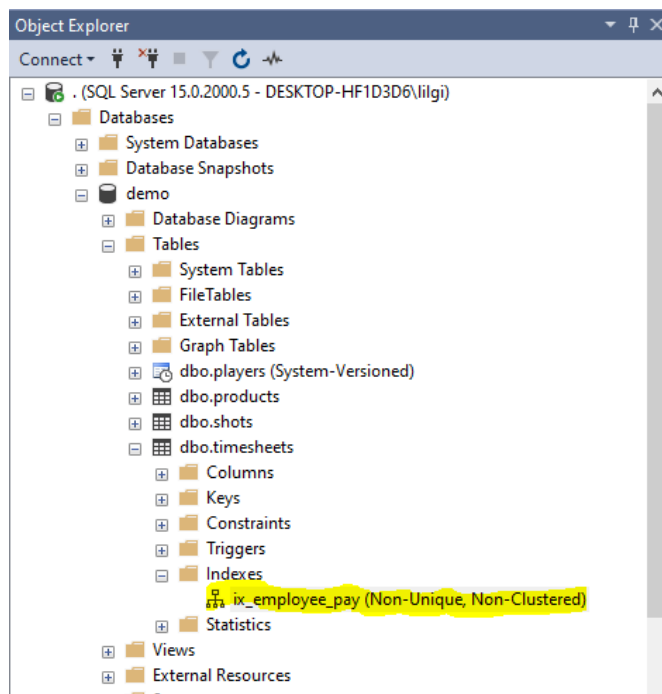 Object Explorer
Connect
. (SQL Server 15.0.2000.5 - DESKTOP-HF1D3D6\lilgi)
Databases
System Databases
Database Snapshots
demo
Database Diagrams
Tables
System Tables
FileTables
External Tables
Graph Tables
dbo.players (System-Versioned)
dbo.products
dbo.shots
dbo.timesheets
Columns
Keys
Constraints
Triggers
Indexes
ix_employee_pay (Non-Unique, Non-Clustered)
Statistics
Views
External Resources